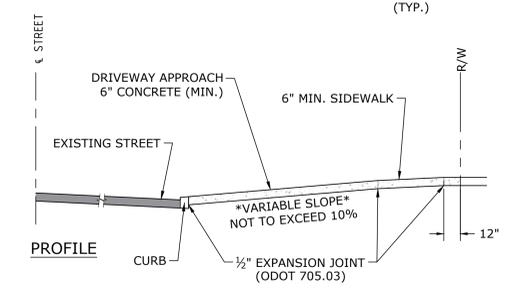 (TYP.)
℄ STREET
R/W
DRIVEWAY APPROACH
6" CONCRETE (MIN.)
6" MIN. SIDEWALK
EXISTING STREET
*VARIABLE SLOPE*
NOT TO EXCEED 10%
PROFILE
CURB
½" EXPANSION JOINT
(ODOT 705.03)
12"